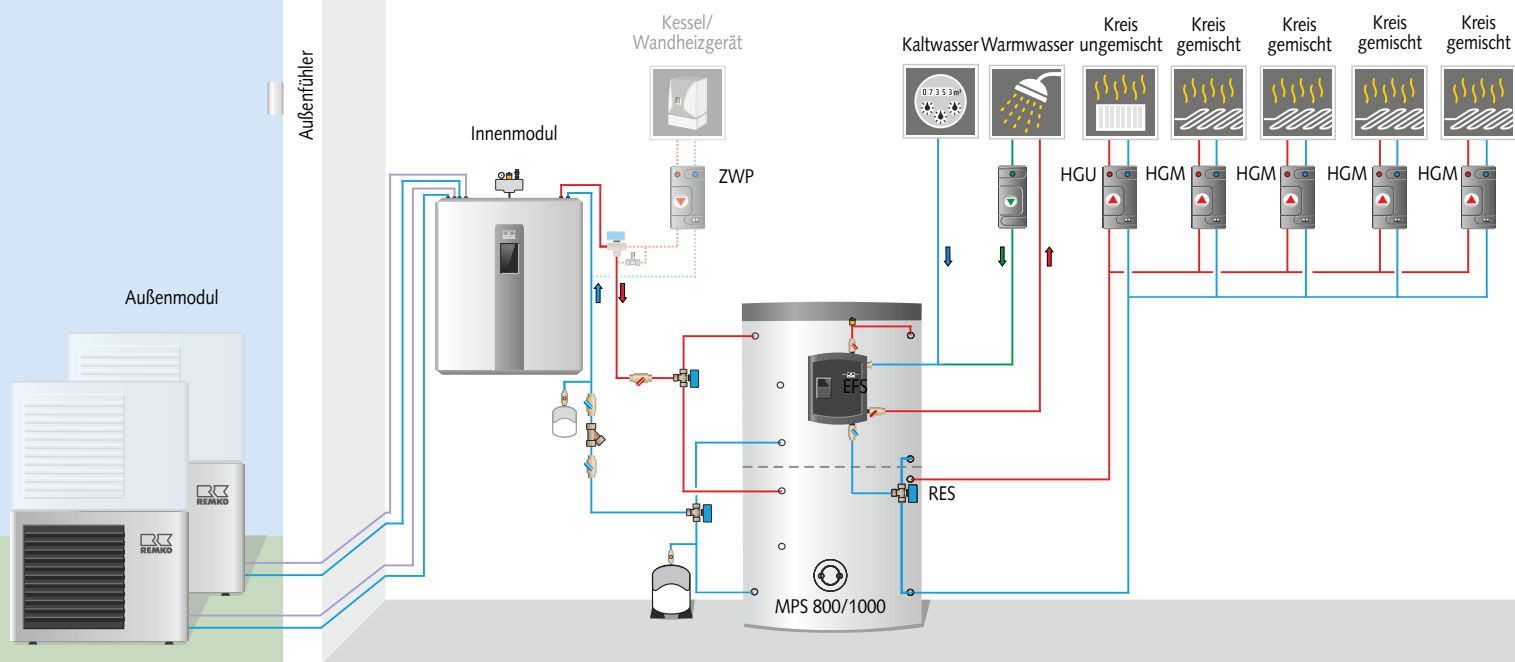 Kessel/
Wandheizgerät
Kaltwasser
Warmwasser
Kreis
ungemischt
Kreis
gemischt
Kreis
gemischt
Kreis
gemischt
Kreis
gemischt
Außenfühler
Innenmodul
07353m³
ZWP
HGU
HGM
HGM
HGM
HGM
Außenmodul
EFS
REMKO
REMKO
RES
MPS 800/1000